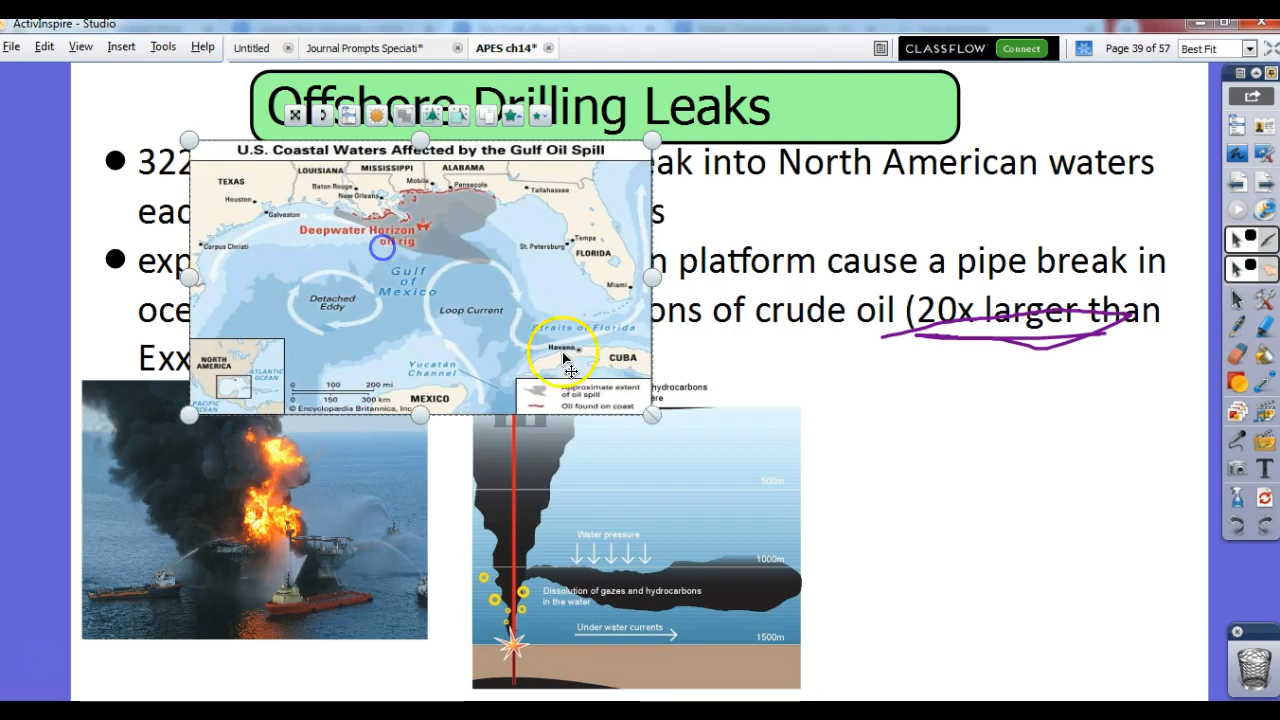 ActivInspire - Studio
File Edit View Insert Tools Help
Untitled
Journal Prompts Speciati*
APES ch14*
CLASSFLOW Connect
Page 39 of 57
Best Fit
Offshore Drilling Leaks
322
eak into North American waters
eac
s
exp
n platform cause a pipe break in
oce
ons of crude oil (20x larger than
Exx
U.S. Coastal Waters Affected by the Gulf Oil Spill
TEXAS
LOUISIANA
MISSISSIPPI
ALABAMA
Baton Rouge
Mobile
Pensacola
Tallahassee
New Orleans
Houston
Galveston
Deepwater Horizon
oil rig
Corpus Christi
St. Petersburg
Tampa
FLORIDA
Gulf
of
Mexico
Miami
Detached
Eddy
Loop Current
Straits of Florida
Havana
CUBA
NORTH
AMERICA
ATLANTIC
OCEAN
PACIFIC
OCEAN
Yucatán
Channel
MEXICO
0 100 200 mi
0 150 300 km
© Encyclopædia Britannica, Inc.
Approximate extent
of oil spill
Oil found on coast
hydrocarbons
ere
500m
Water pressure
1000m
Dissolution of gazes and hydrocarbons
in the water
Under water currents
1500m